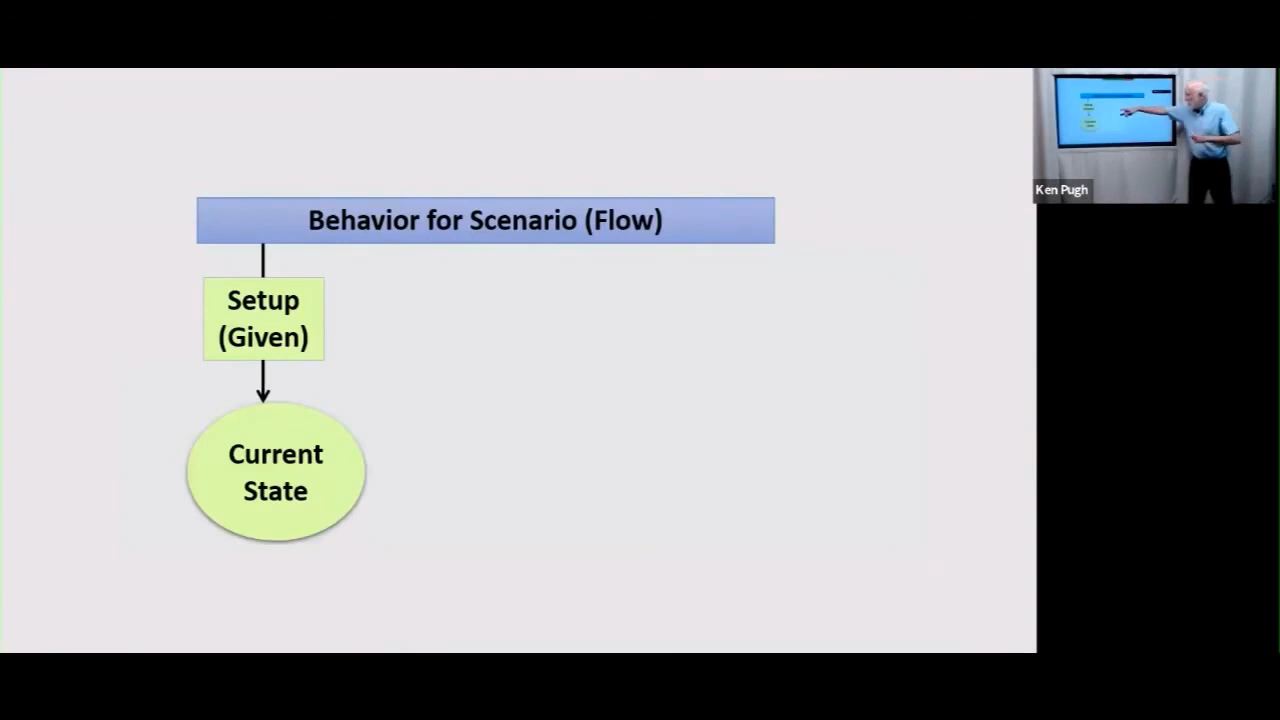 Behavior for Scenario (Flow)
Setup
(Given)
Current
State
Ken Pugh